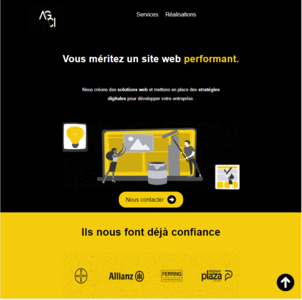 Services Réalisations
Vous méritez un site web performant.
Nous créons des solutions web et mettons en place des stratégies
digitales pour développer votre entreprise.
Nous contacter
Ils nous font déjà confiance
BAYER
Allianz
FERRING
plaza